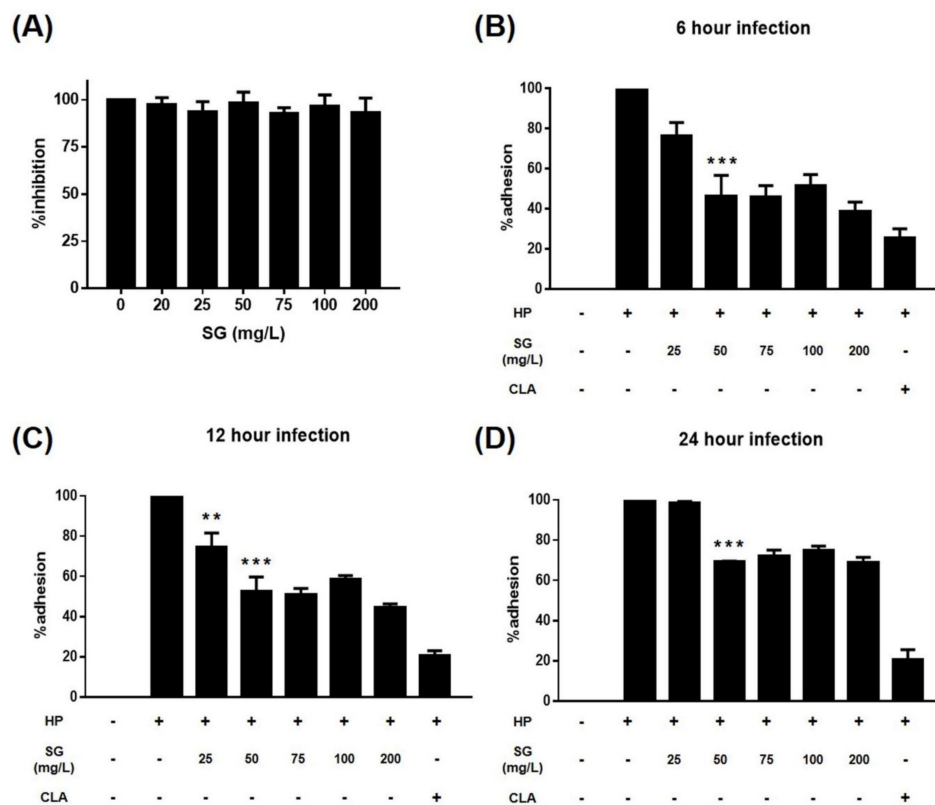 (A)
%inhibition
100
75
50
25
0
0 20 25 50 75 100 200
SG (mg/L)
(B)
6 hour infection
%adhesion
100
80
60
40
20
0
***
HP - + + + + + + +
SG (mg/L) - - 25 50 75 100 200 -
CLA - - - - - - - +
(C)
12 hour infection
%adhesion
100
80
60
40
20
0
**
***
HP - + + + + + + +
SG (mg/L) - - 25 50 75 100 200 -
CLA - - - - - - - +
(D)
24 hour infection
%adhesion
100
80
60
40
20
0
***
HP - + + + + + + +
SG (mg/L) - - 25 50 75 100 200 -
CLA - - - - - - - +